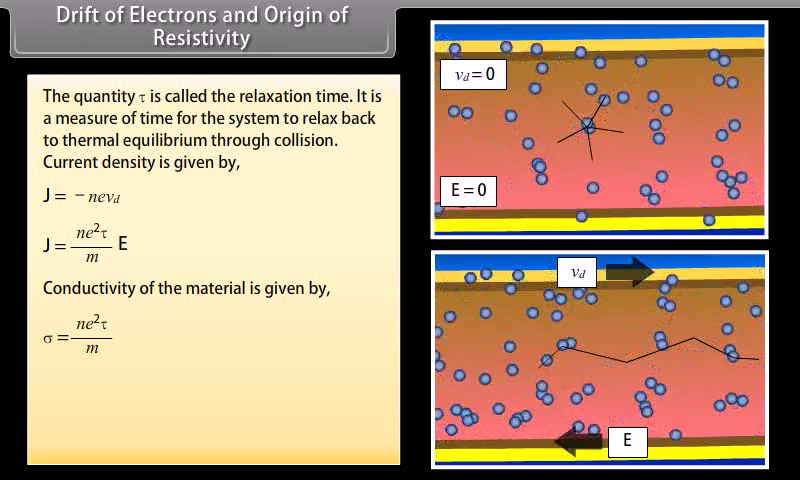 Drift of Electrons and Origin of
Resistivity
The quantity τ is called the relaxation time. It is
a measure of time for the system to relax back
to thermal equilibrium through collision.
Current density is given by,
J = − nev_d
J = ne²τ/m E
Conductivity of the material is given by,
σ = ne²τ/m
v_d = 0
E = 0
v_d
E